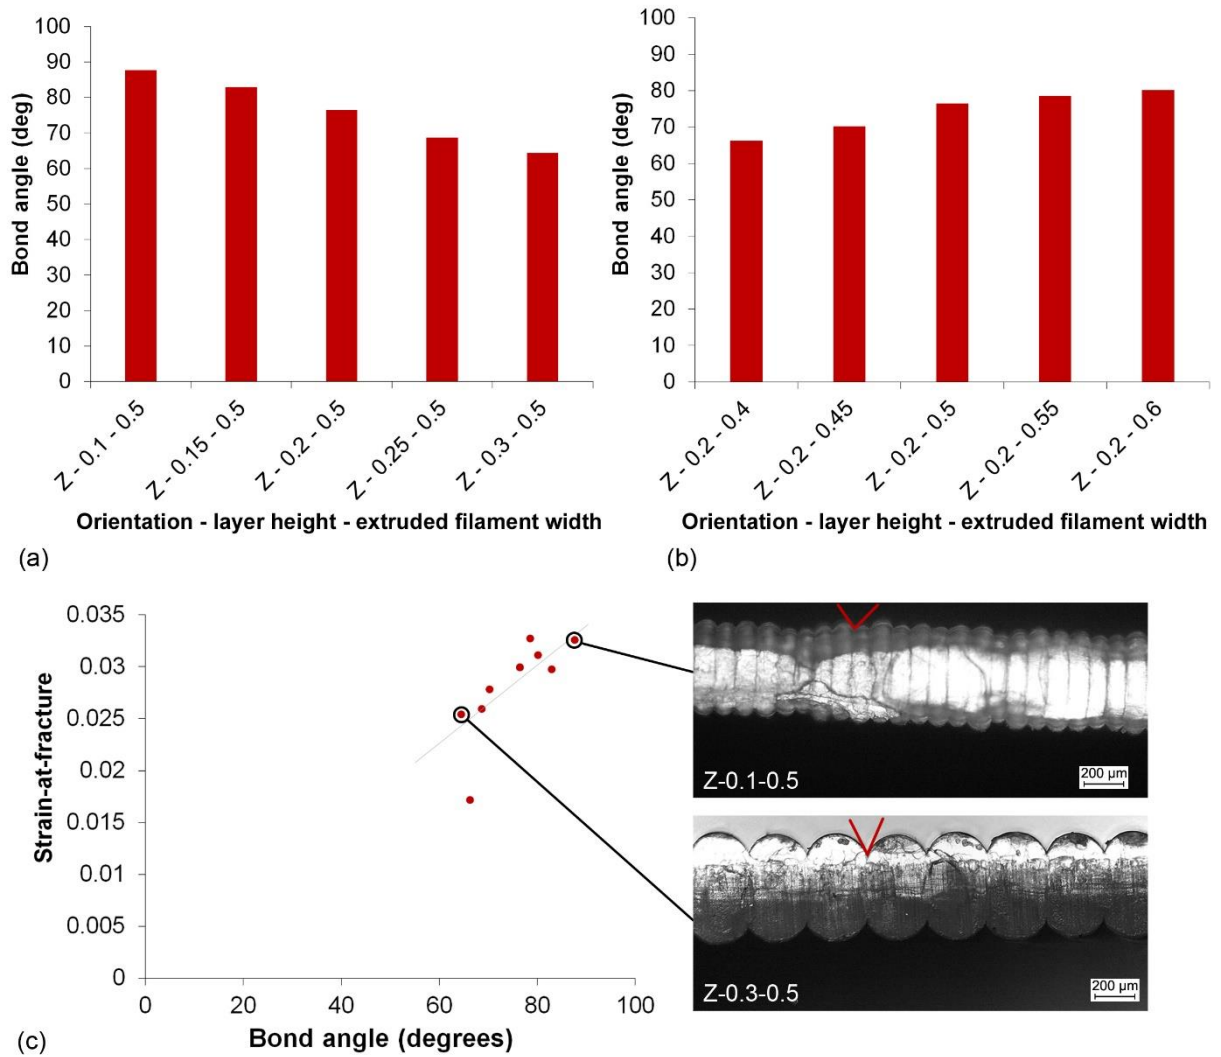 100
90
80
70
60
50
40
30
20
10
0
Bond angle (deg)
Z - 0.1 - 0.5
Z - 0.15 - 0.5
Z - 0.2 - 0.5
Z - 0.25 - 0.5
Z - 0.3 - 0.5
Orientation - layer height - extruded filament width
(a)
100
90
80
70
60
50
40
30
20
10
0
Bond angle (deg)
Z - 0.2 - 0.4
Z - 0.2 - 0.45
Z - 0.2 - 0.5
Z - 0.2 - 0.55
Z - 0.2 - 0.6
Orientation - layer height - extruded filament width
(b)
0.035
0.03
0.025
0.02
0.015
0.01
0.005
0
Strain-at-fracture
0 20 40 60 80 100
Bond angle (degrees)
(c)
Z-0.1-0.5
200 µm
Z-0.3-0.5
200 µm